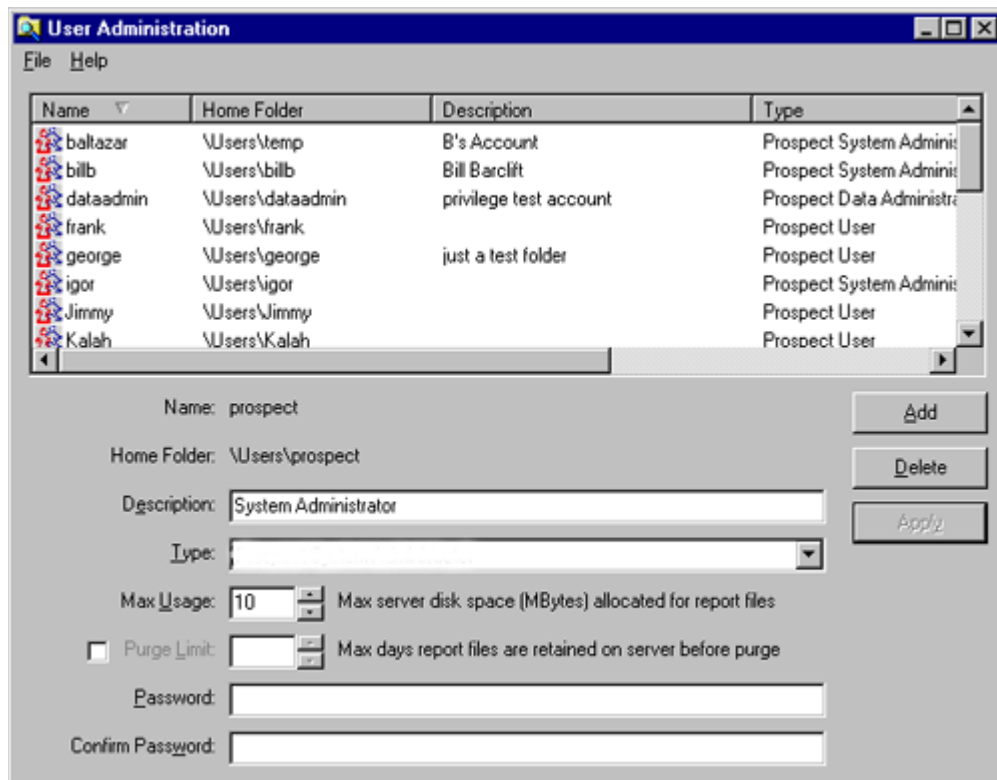 User Administration
File Help
Name Home Folder Description Type
baltazar \Users\temp B's Account Prospect System Adminis
billb \Users\billb Bill Barclift Prospect System Adminis
dataadmin \Users\dataadmin privilege test account Prospect Data Administra
frank \Users\frank Prospect User
george \Users\george just a test folder Prospect User
igor \Users\igor Prospect System Adminis
Jimmy \Users\Jimmy Prospect User
Kalah \Users\Kalah Prospect User
Name: prospect
Add
Home Folder: \Users\prospect
Delete
Description: System Administrator
Apply
Type:
Max Usage: 10 Max server disk space (MBytes) allocated for report files
Purge Limit: Max days report files are retained on server before purge
Password:
Confirm Password: